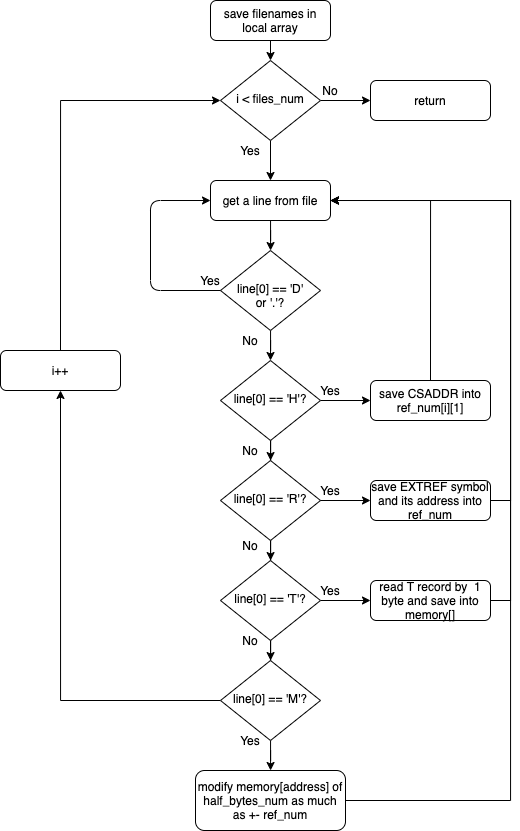 save filenames in
local array
i < files_num
No
return
Yes
get a line from file
Yes
line[0] == 'D'
or '.'?
No
i++
line[0] == 'H'?
Yes
save CSADDR into
ref_num[i][1]
No
line[0] == 'R'?
Yes
save EXTREF symbol
and its address into
ref_num
No
line[0] == 'T'?
Yes
read T record by 1
byte and save into
memory[]
No
line[0] == 'M'?
Yes
modify memory[address] of
half_bytes_num as much
as +- ref_num